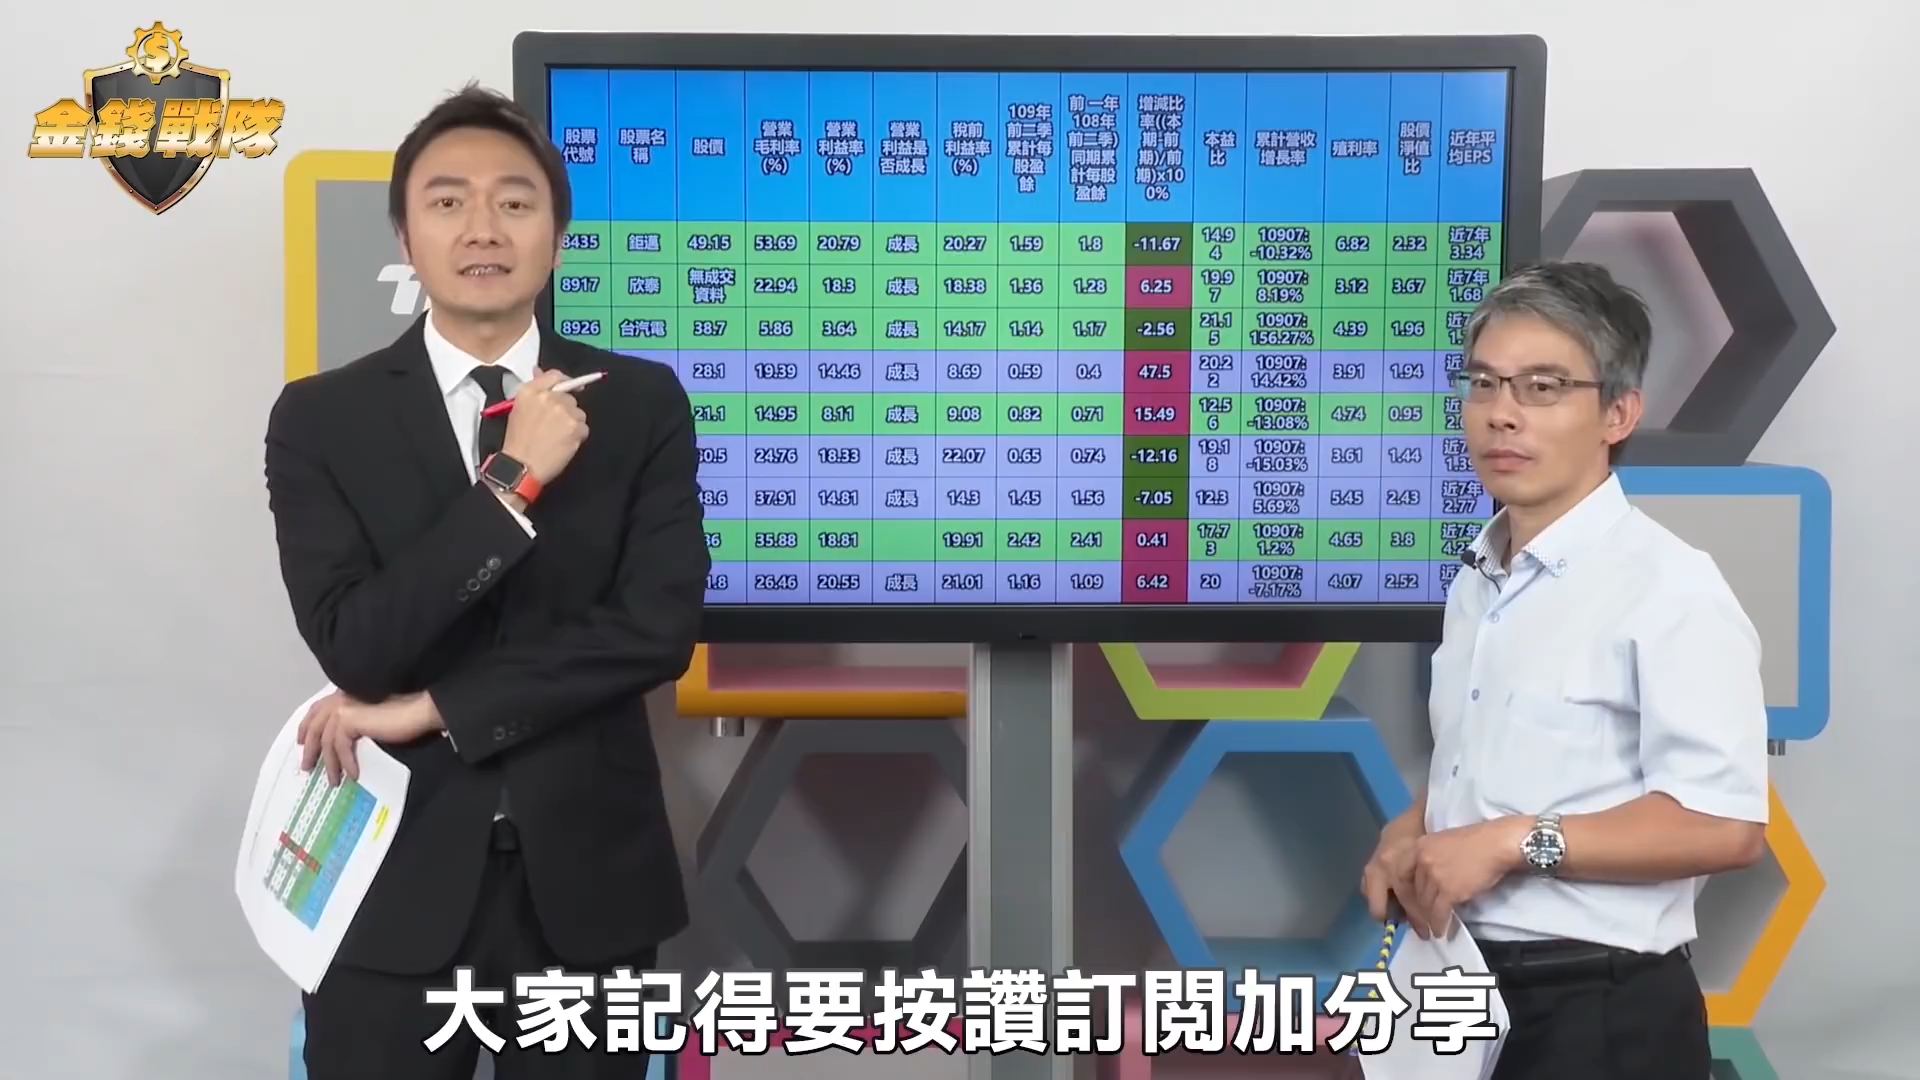 金錢戰隊
股票代號 股票名稱 股價 營業毛利率(%) 營業利益率(%) 營業利益是否成長 稅前利益率(%) 109年前二季累計每股盈餘 前一年108年前二季)同期累計每股盈餘 增減比率((本期-前期)/前期)x100% 本益比 累計營收增長率 殖利率 股價淨值比 近年平均EPS
8435 鉅邁 49.15 53.69 20.79 成長 20.27 1.59 1.8 -11.67 14.94 10907:-10.32% 6.82 2.32 近7年3.34
8917 欣泰 無成交資料 22.94 18.3 成長 18.38 1.36 1.28 6.25 19.97 10907:8.19% 3.12 3.67 近7年1.68
8926 台汽電 38.7 5.86 3.64 成長 14.17 1.14 1.17 -2.56 21.15 10907:156.27% 4.39 1.96
28.1 19.39 14.46 成長 8.69 0.59 0.4 47.5 20.22 10907:14.42% 3.91 1.94
21.1 14.95 8.11 成長 9.08 0.82 0.71 15.49 12.56 10907:-13.08% 4.74 0.95
24.76 18.33 成長 22.07 0.65 0.74 -12.16 19.18 10907:-15.03% 3.61 1.44
37.91 14.81 成長 14.3 1.45 1.56 -7.05 12.3 10907:5.69% 5.45 2.43 近7年2.77
35.88 18.81 19.91 2.42 2.41 0.41 17.73 10907:1.2% 4.65 3.8
26.46 20.55 成長 21.01 1.16 1.09 6.42 20 10907:-7.17% 4.07 2.52
大家記得要按讚訂閱加分享